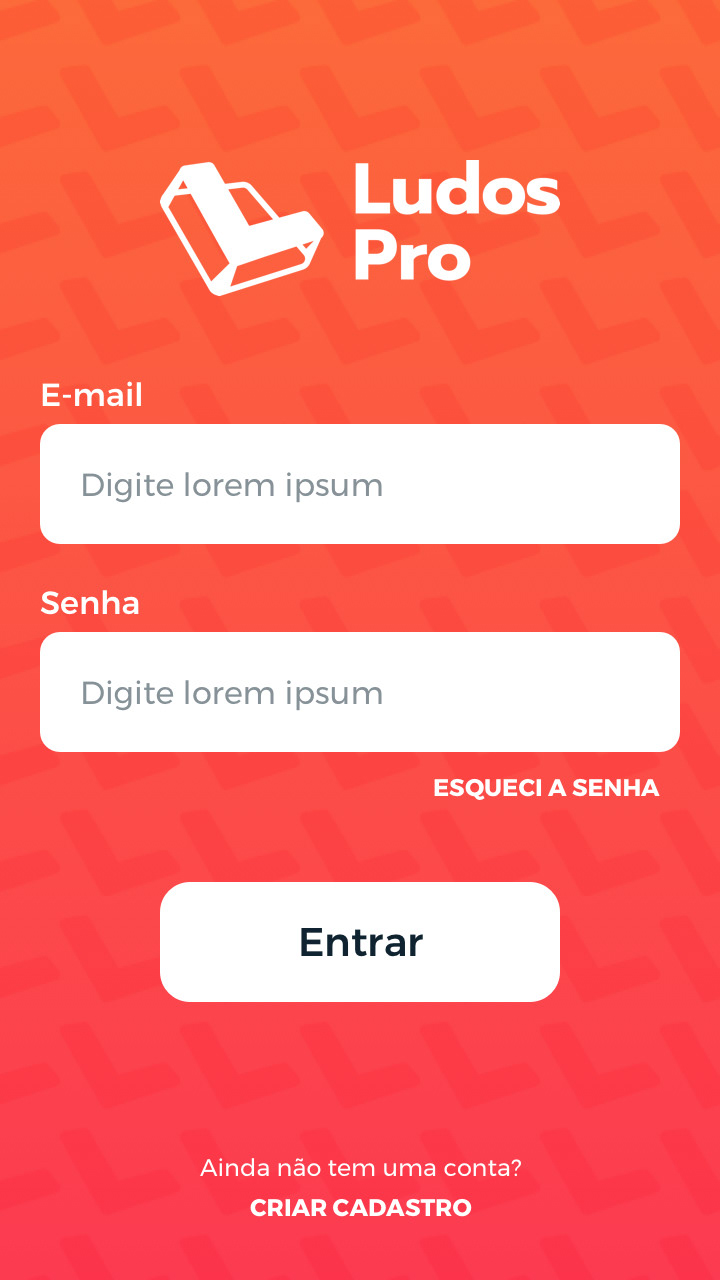 Ludos
Pro
E-mail
Digite lorem ipsum
Senha
Digite lorem ipsum
ESQUECI A SENHA
Entrar
Ainda não tem uma conta?
CRIAR CADASTRO